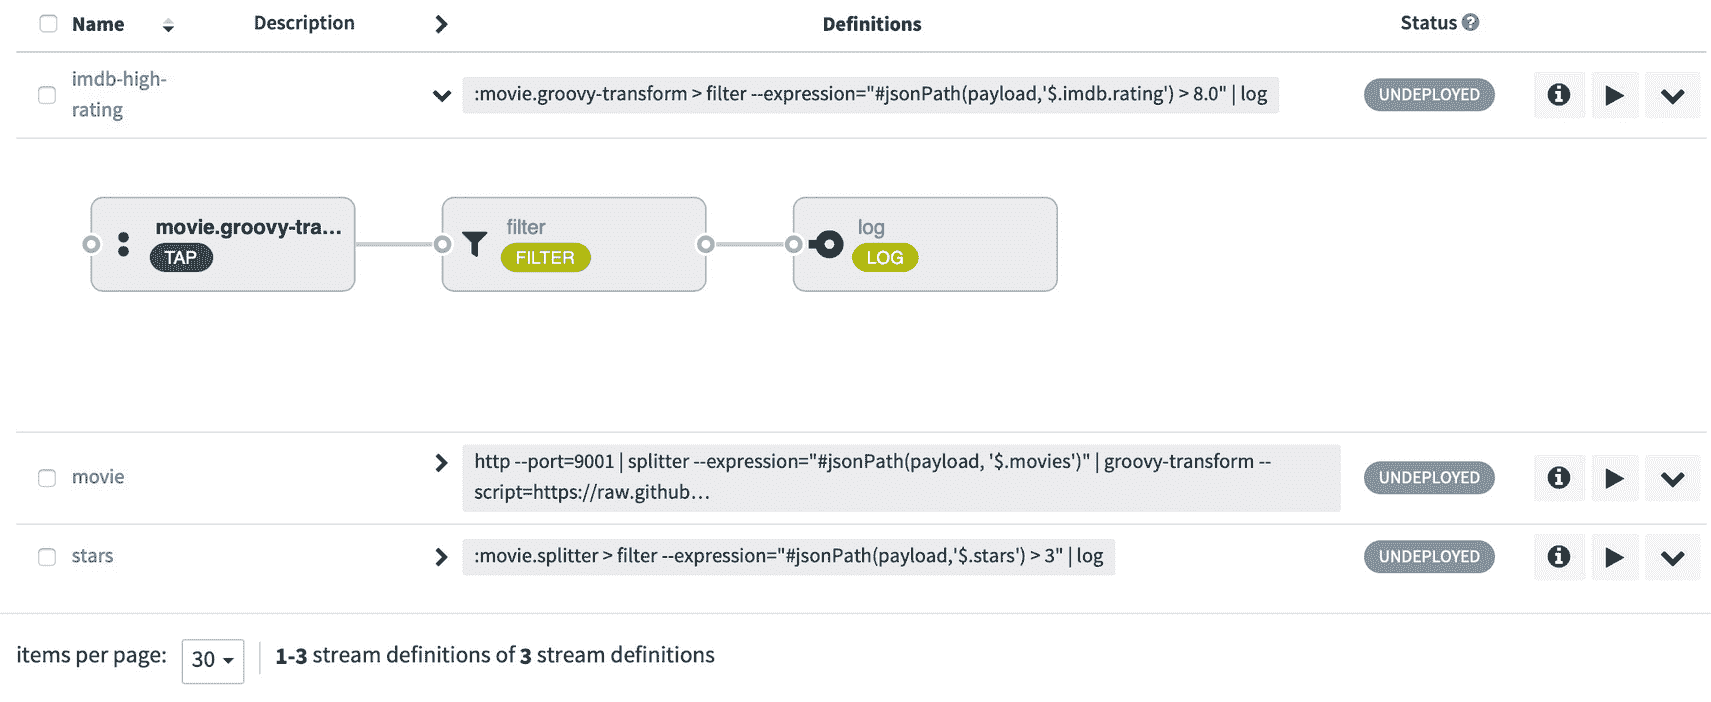 Name Description Definitions Status ?
imdb-high-
rating
:movie.groovy-transform > filter --expression="#jsonPath(payload,'$.imdb.rating') > 8.0" | log
UNDEPLOYED
movie.groovy-tra...
TAP
filter
FILTER
log
LOG
movie
http --port=9001 | splitter --expression="#jsonPath(payload, '$.movies')" | groovy-transform --
script=https://raw.github...
UNDEPLOYED
stars
:movie.splitter > filter --expression="#jsonPath(payload,'$.stars') > 3" | log
UNDEPLOYED
items per page: 30 1-3 stream definitions of 3 stream definitions